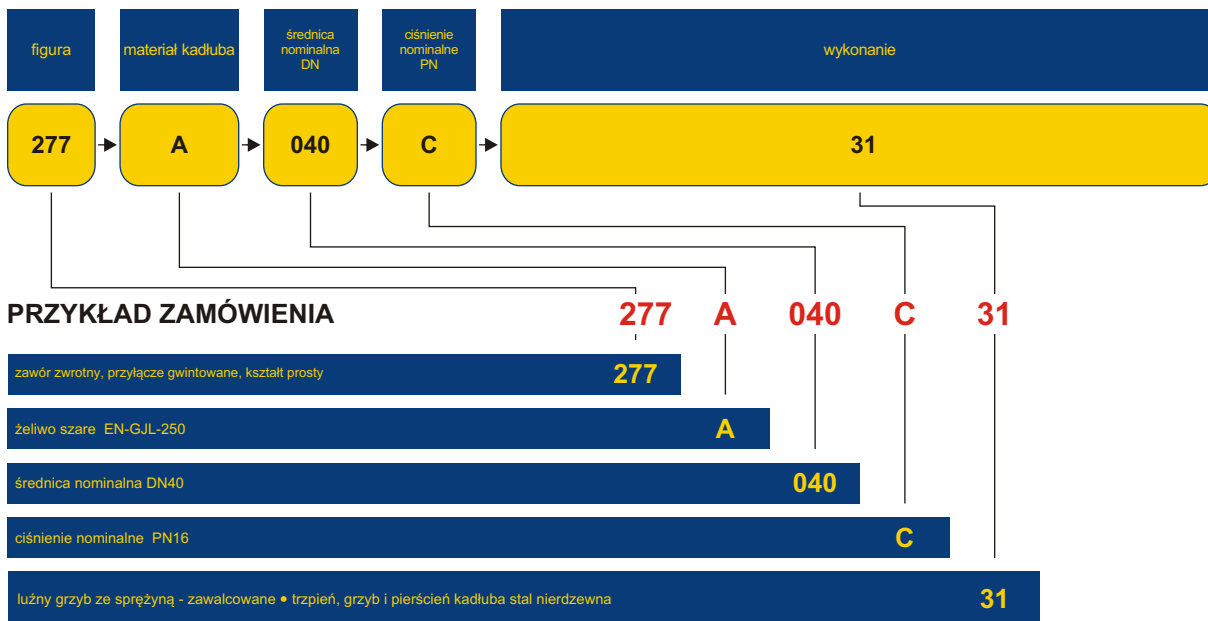 figura
materiał kadłuba
średnica
nominalna
DN
ciśnienie
nominalne
PN
wykonanie
277
A
040
C
31
PRZYKŁAD ZAMÓWIENIA 277 A 040 C 31
zawór zwrotny, przyłącze gwintowane, kształt prosty 277
żeliwo szare EN-GJL-250 A
średnica nominalna DN40 040
ciśnienie nominalne PN16 C
luźny grzyb ze sprężyną - zawalcowane • trzpień, grzyb i pierścień kadłuba stal nierdzewna 31